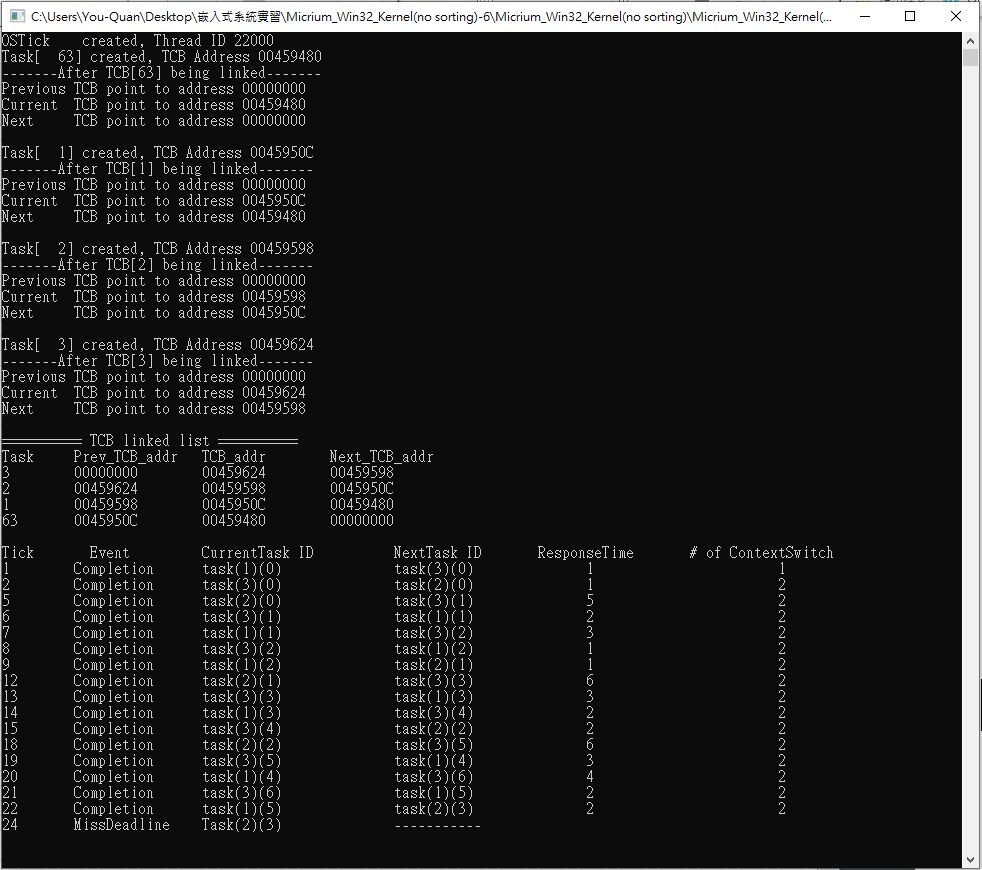 C:\Users\You-Quan\Desktop\嵌入式系統實習\Micrium_Win32_Kernel(no sorting)-6\Micrium_Win32_Kernel(no sorting)\Micrium_Win32_Kernel(...
OSTick    created, Thread ID 22000
Task[  63] created, TCB Address 00459480
-------After TCB[63] being linked-------
Previous TCB point to address 00000000
Current  TCB point to address 00459480
Next     TCB point to address 00000000
Task[   1] created, TCB Address 0045950C
-------After TCB[1] being linked-------
Previous TCB point to address 00000000
Current  TCB point to address 0045950C
Next     TCB point to address 00459480
Task[   2] created, TCB Address 00459598
-------After TCB[2] being linked-------
Previous TCB point to address 00000000
Current  TCB point to address 00459598
Next     TCB point to address 0045950C
Task[   3] created, TCB Address 00459624
-------After TCB[3] being linked-------
Previous TCB point to address 00000000
Current  TCB point to address 00459624
Next     TCB point to address 00459598
========== TCB linked list ==========
Task     Prev_TCB_addr   TCB_addr        Next_TCB_addr
3        00000000        00459624        00459598
2        00459624        00459598        0045950C
1        00459598        0045950C        00459480
63       0045950C        00459480        00000000
Tick       Event         CurrentTask ID          NextTask ID       ResponseTime       # of ContextSwitch
1        Completion      task(1)(0)              task(3)(0)              1                       1
2        Completion      task(3)(0)              task(2)(0)              1                       2
5        Completion      task(2)(0)              task(3)(1)              5                       2
6        Completion      task(3)(1)              task(1)(1)              2                       2
7        Completion      task(1)(1)              task(3)(2)              3                       2
8        Completion      task(3)(2)              task(1)(2)              1                       2
9        Completion      task(1)(2)              task(2)(1)              1                       2
12       Completion      task(2)(1)              task(3)(3)              6                       2
13       Completion      task(3)(3)              task(1)(3)              3                       2
14       Completion      task(1)(3)              task(3)(4)              2                       2
15       Completion      task(3)(4)              task(2)(2)              2                       2
18       Completion      task(2)(2)              task(3)(5)              6                       2
19       Completion      task(3)(5)              task(1)(4)              3                       2
20       Completion      task(1)(4)              task(3)(6)              4                       2
21       Completion      task(3)(6)              task(1)(5)              2                       2
22       Completion      task(1)(5)              task(2)(3)              2                       2
24       MissDeadline    Task(2)(3)              -----------